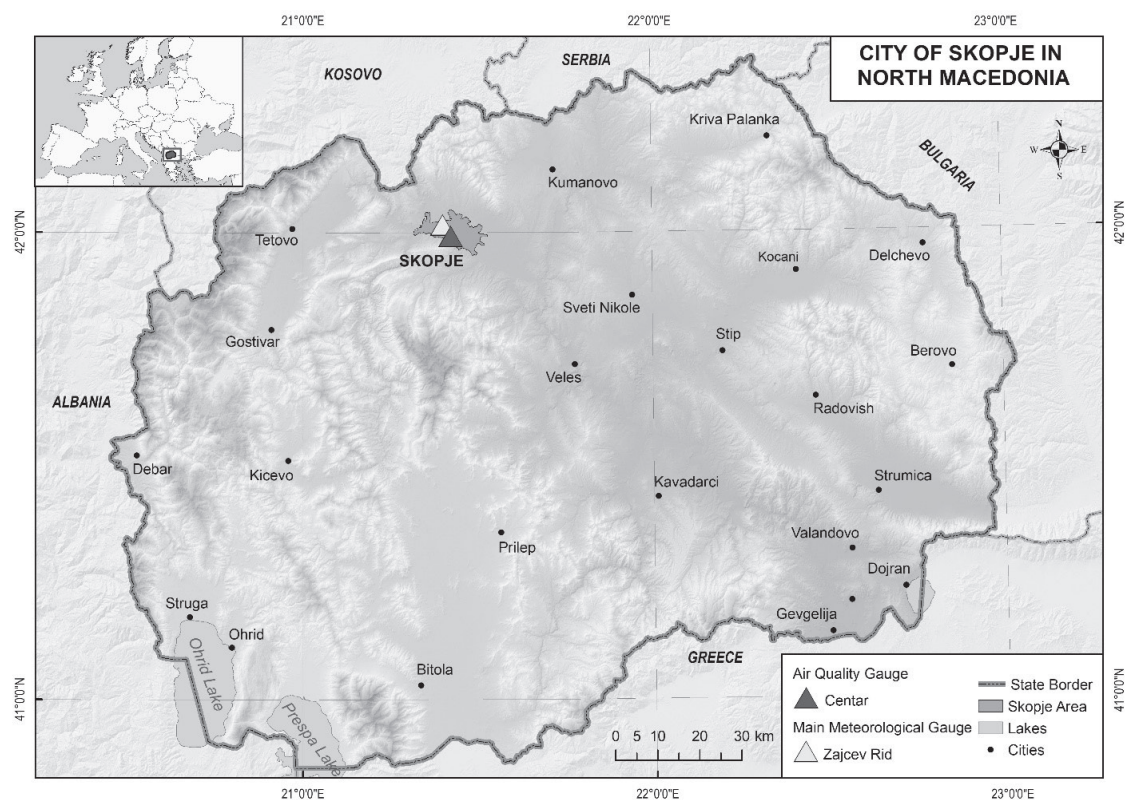 21°0'0"E
22°0'0"E
23°0'0"E
CITY OF SKOPJE IN
NORTH MACEDONIA
KOSOVO
SERBIA
BULGARIA
N
W
E
S
Kriva Palanka
Kumanovo
42°0'0"N
42°0'0"N
Tetovo
SKOPJE
Delchevo
Kocani
Sveti Nikole
Gostivar
Stip
Berovo
Veles
ALBANIA
Radovish
Debar
Kicevo
Kavadarci
Strumica
Valandovo
Prilep
Dojran
Struga
Gevgelija
Ohrid
Ohrid Lake
GREECE
Bitola
Prespa Lake
41°0'0"N
41°0'0"N
0 5 10 20 30 km
Air Quality Gauge
Centar
Main Meteorological Gauge
Zajcev Rid
State Border
Skopje Area
Lakes
Cities
21°0'0"E
22°0'0"E
23°0'0"E